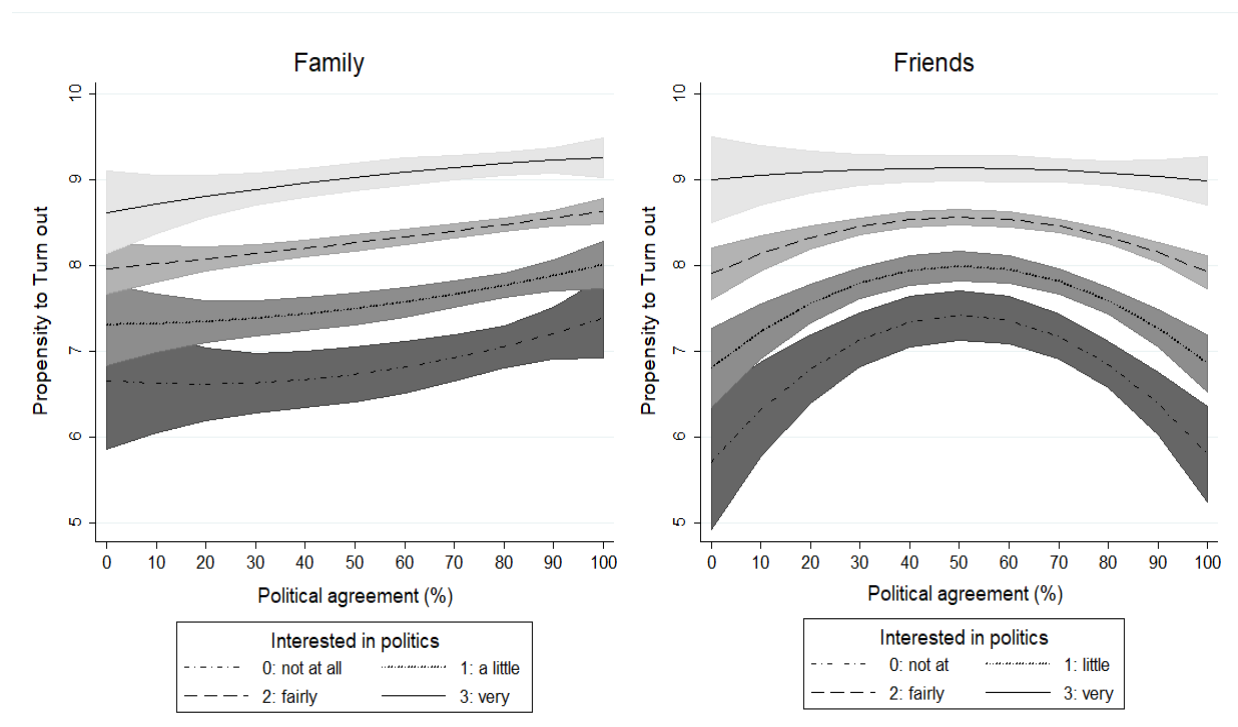 Family
Propensity to Turn out
10
9
8
7
6
5
0 10 20 30 40 50 60 70 80 90 100
Political agreement (%)
Interested in politics
0: not at all 1: a little
2: fairly 3: very
Friends
Propensity to Turn out
10
9
8
7
6
5
0 10 20 30 40 50 60 70 80 90 100
Political agreement (%)
Interested in politics
0: not at 1: little
2: fairly 3: very